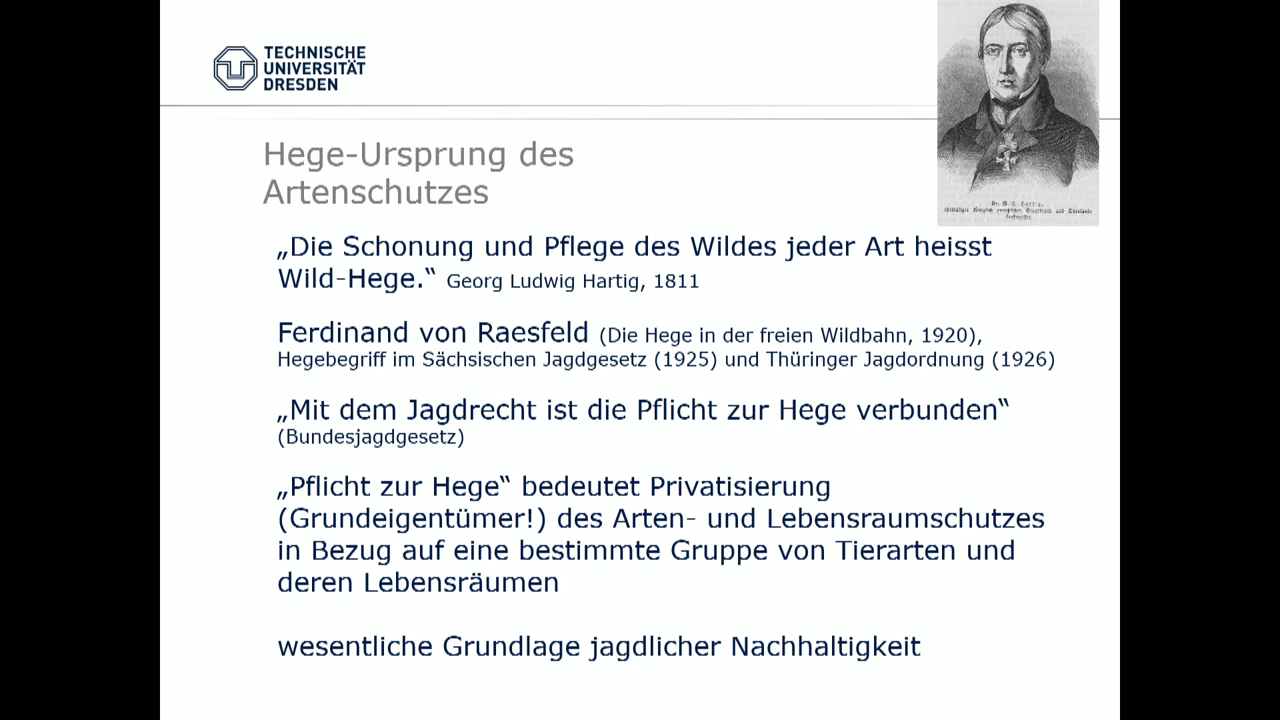 TECHNISCHE
UNIVERSITÄT
DRESDEN
Hege-Ursprung des
Artenschutzes
„Die Schonung und Pflege des Wildes jeder Art heisst
Wild-Hege.“ Georg Ludwig Hartig, 1811
Ferdinand von Raesfeld (Die Hege in der freien Wildbahn, 1920),
Hegebegriff im Sächsischen Jagdgesetz (1925) und Thüringer Jagdordnung (1926)
„Mit dem Jagdrecht ist die Pflicht zur Hege verbunden“
(Bundesjagdgesetz)
„Pflicht zur Hege“ bedeutet Privatisierung
(Grundeigentümer!) des Arten- und Lebensraumschutzes
in Bezug auf eine bestimmte Gruppe von Tierarten und
deren Lebensräumen
wesentliche Grundlage jagdlicher Nachhaltigkeit